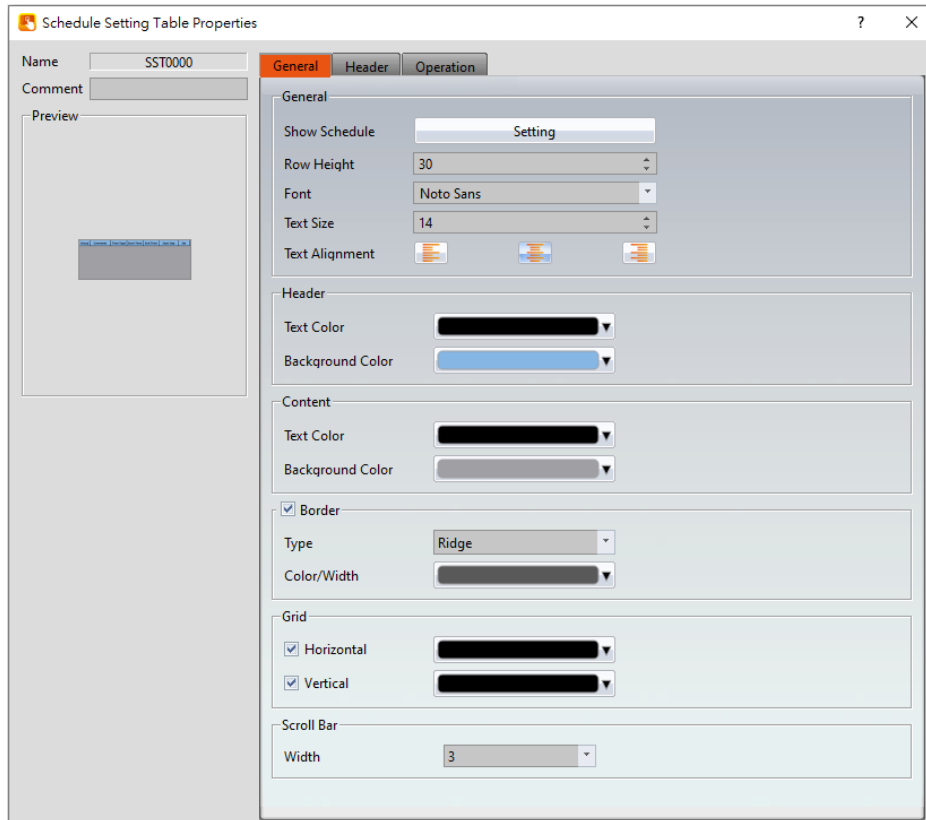 Schedule Setting Table Properties
?
Name SST0000
Comment
Preview
General Header Operation
General
Show Schedule Setting
Row Height 30
Font Noto Sans
Text Size 14
Text Alignment
Header
Text Color
Background Color
Content
Text Color
Background Color
Border
Type Ridge
Color/Width
Grid
Horizontal
Vertical
Scroll Bar
Width 3